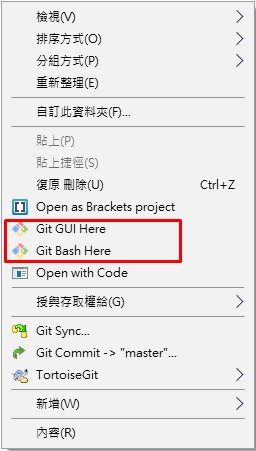 檢視(V)
排序方式(O)
分組方式(P)
重新整理(E)
自訂此資料夾(F)...
貼上(P)
貼上捷徑(S)
復原 刪除(U) Ctrl+Z
Open as Brackets project
Git GUI Here
Git Bash Here
Open with Code
授與存取權給(G)
Git Sync...
Git Commit -> "master"...
TortoiseGit
新增(W)
內容(R)